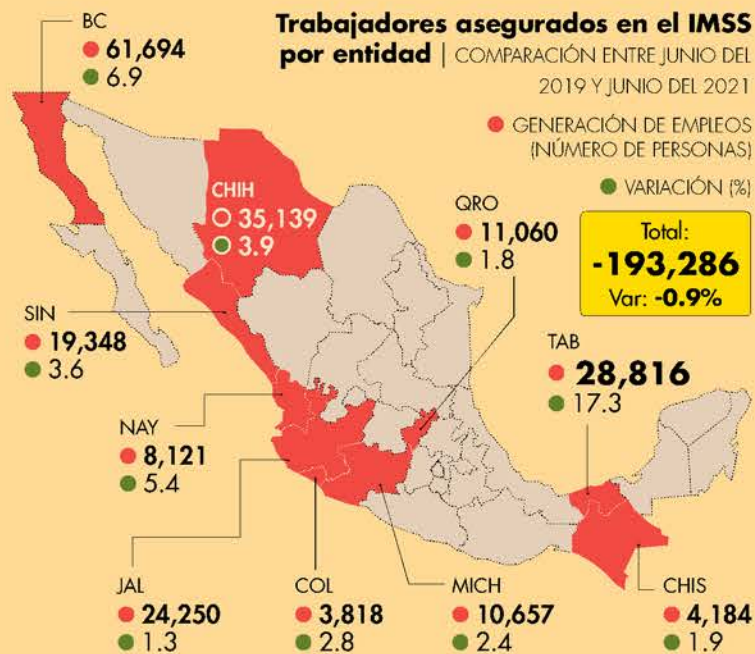 Trabajadores asegurados en el IMSS
por entidad | COMPARACIÓN ENTRE JUNIO DEL
2019 Y JUNIO DEL 2021
GENERACIÓN DE EMPLEOS
(NÚMERO DE PERSONAS)
VARIACIÓN (%)
Total:
-193,286
Var: -0.9%
BC
61,694
6.9
CHIH
35,139
3.9
QRO
11,060
1.8
SIN
19,348
3.6
TAB
28,816
17.3
NAY
8,121
5.4
JAL
24,250
1.3
COL
3,818
2.8
MICH
10,657
2.4
CHIS
4,184
1.9